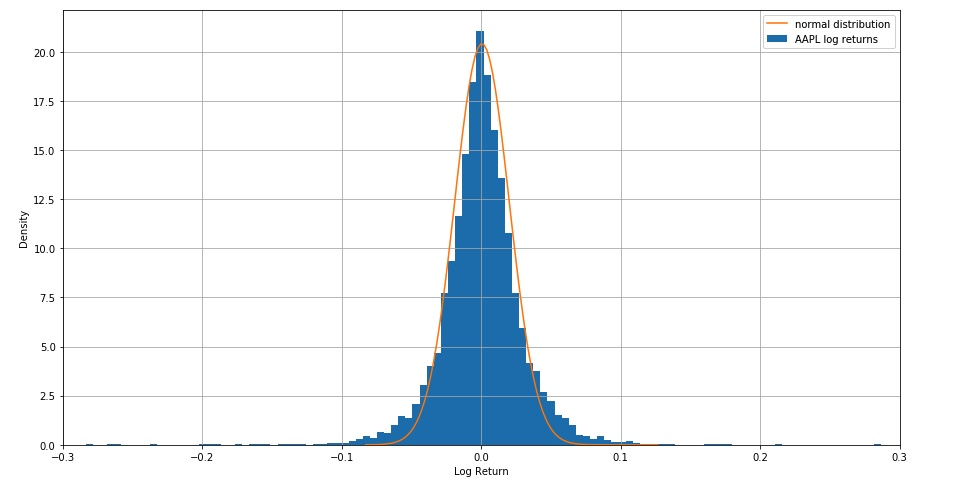 normal distribution
AAPL log returns
20.0
17.5
15.0
12.5
10.0
7.5
5.0
2.5
0.0
Density
−0.3 −0.2 −0.1 0.0 0.1 0.2 0.3
Log Return